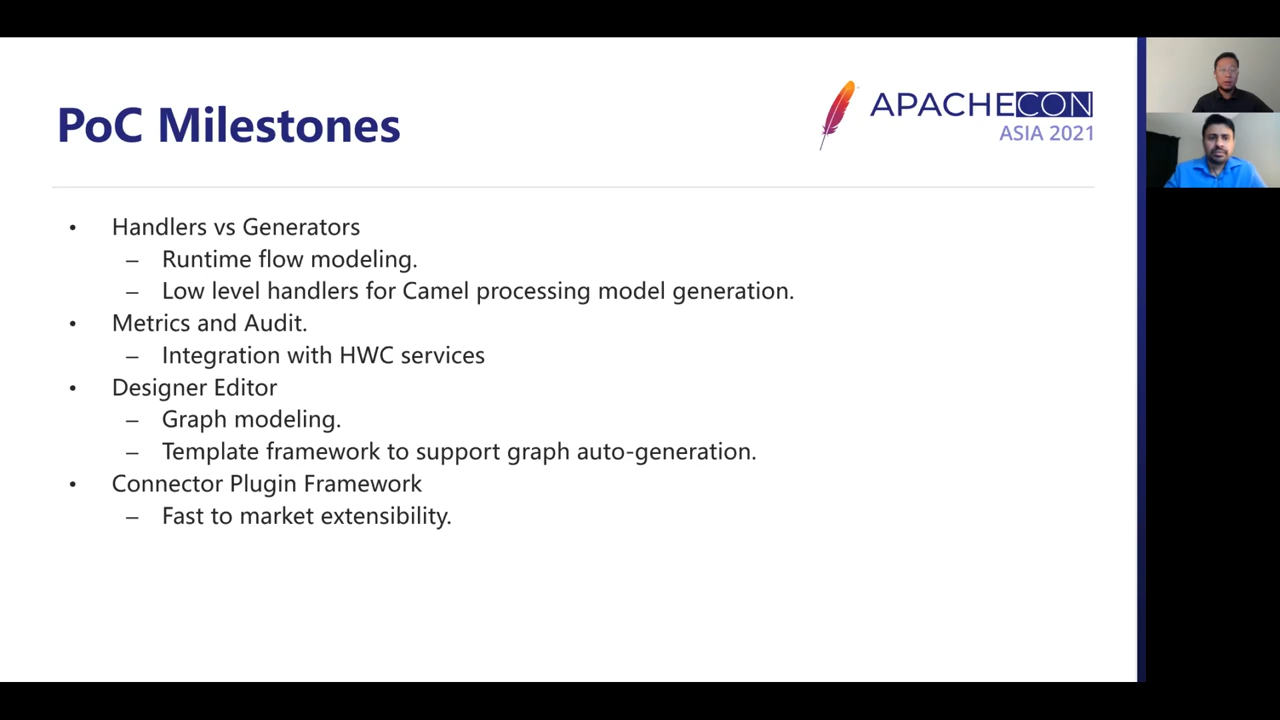 PoC Milestones
APACHECON
ASIA 2021
• Handlers vs Generators
– Runtime flow modeling.
– Low level handlers for Camel processing model generation.
• Metrics and Audit.
– Integration with HWC services
• Designer Editor
– Graph modeling.
– Template framework to support graph auto-generation.
• Connector Plugin Framework
– Fast to market extensibility.